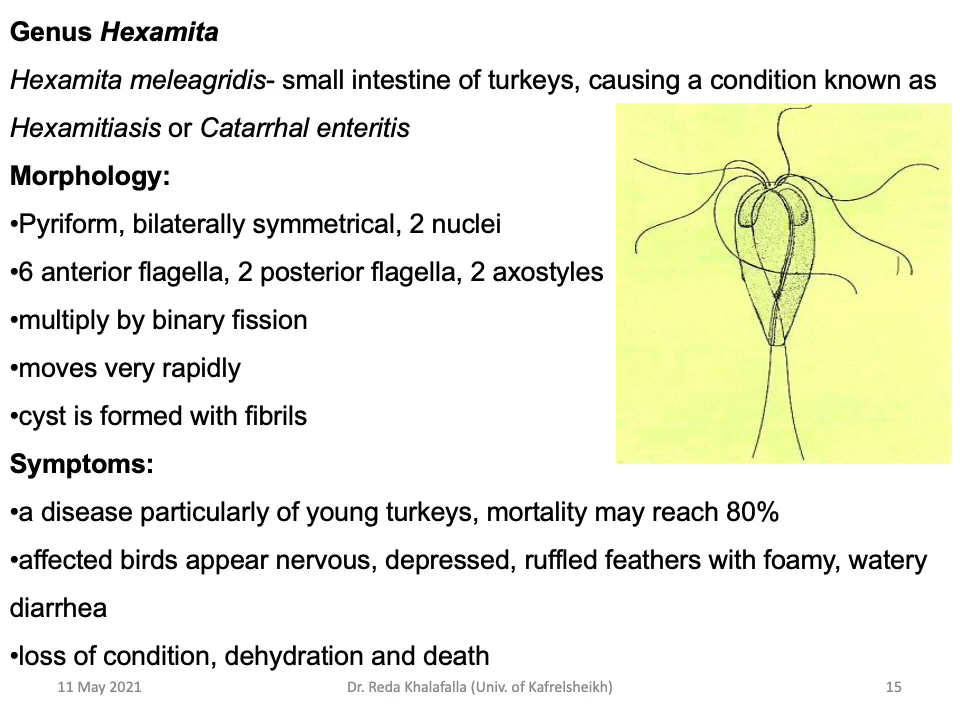 Genus Hexamita
Hexamita meleagridis- small intestine of turkeys, causing a condition known as
Hexamitiasis or Catarrhal enteritis
Morphology:
•Pyriform, bilaterally symmetrical, 2 nuclei
•6 anterior flagella, 2 posterior flagella, 2 axostyles
•multiply by binary fission
•moves very rapidly
•cyst is formed with fibrils
Symptoms:
•a disease particularly of young turkeys, mortality may reach 80%
•affected birds appear nervous, depressed, ruffled feathers with foamy, watery
diarrhea
•loss of condition, dehydration and death
11 May 2021 Dr. Reda Khalafalla (Univ. of Kafrelsheikh) 15